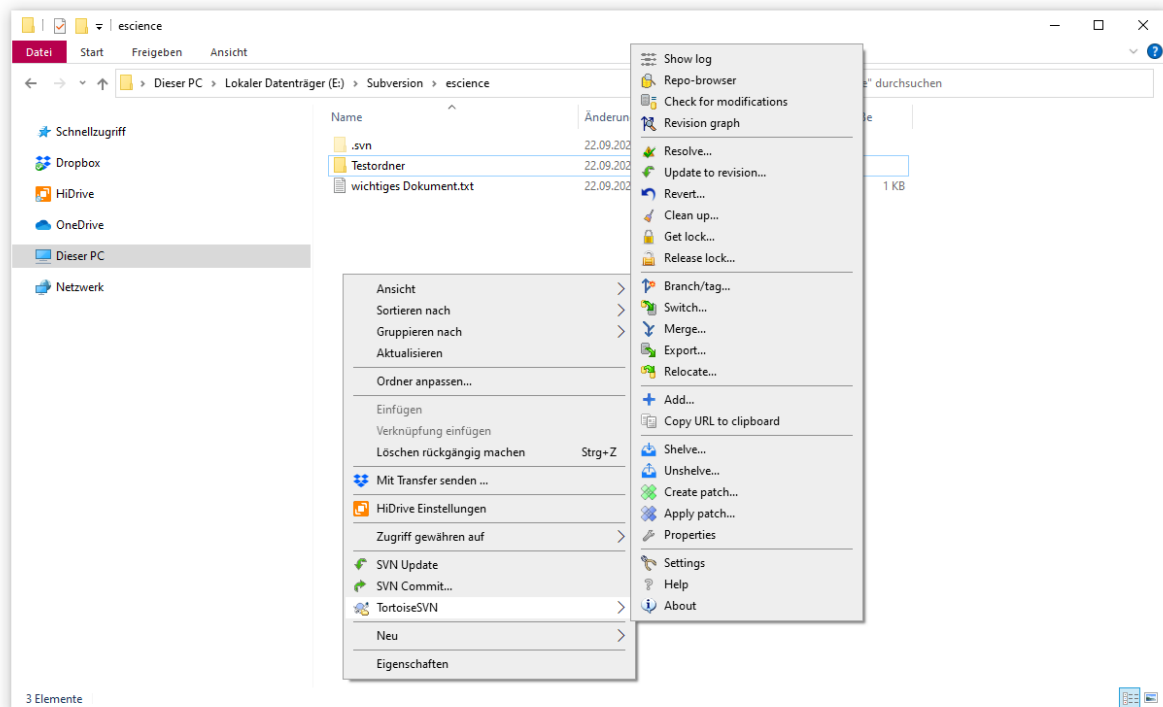 escience
Datei Start Freigeben Ansicht
Dieser PC > Lokaler Datenträger (E:) > Subversion > escience
e" durchsuchen
Schnellzugriff
Dropbox
HiDrive
OneDrive
Dieser PC
Netzwerk
Name Änderun ße
.svn 22.09.202
Testordner 22.09.202
wichtiges Dokument.txt 22.09.202 1 KB
Ansicht
Sortieren nach
Gruppieren nach
Aktualisieren
Ordner anpassen...
Einfügen
Verknüpfung einfügen
Löschen rückgängig machen Strg+Z
Mit Transfer senden ...
HiDrive Einstellungen
Zugriff gewähren auf
SVN Update
SVN Commit...
TortoiseSVN
Neu
Eigenschaften
Show log
Repo-browser
Check for modifications
Revision graph
Resolve...
Update to revision...
Revert...
Clean up...
Get lock...
Release lock...
Branch/tag...
Switch...
Merge...
Export...
Relocate...
Add...
Copy URL to clipboard
Shelve...
Unshelve...
Create patch...
Apply patch...
Properties
Settings
Help
About
3 Elemente